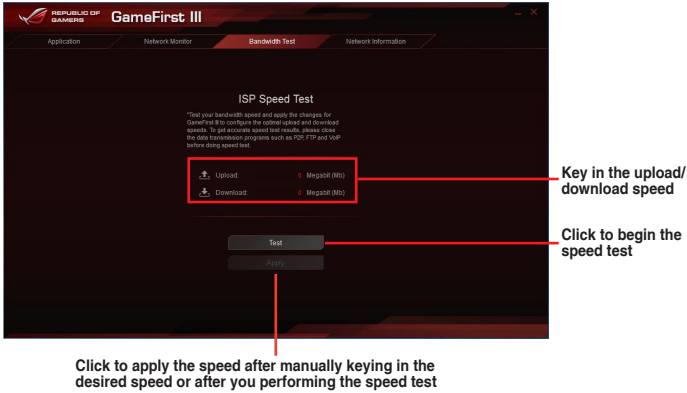 REPUBLIC OF
GAMERS
GameFirst III
Application
Network Monitor
Bandwidth Test
Network Information
ISP Speed Test
*Test your bandwidth speed and apply the changes for
GameFirst III to configure the optimal upload and download
speeds. To get accurate speed test results, please close
the data transmission programs such as P2P, FTP and VoIP
before doing speed test.
Upload: 0 Megabit (Mb)
Download: 0 Megabit (Mb)
Key in the upload/
download speed
Test
Click to begin the
speed test
Apply
Click to apply the speed after manually keying in the
desired speed or after you performing the speed test